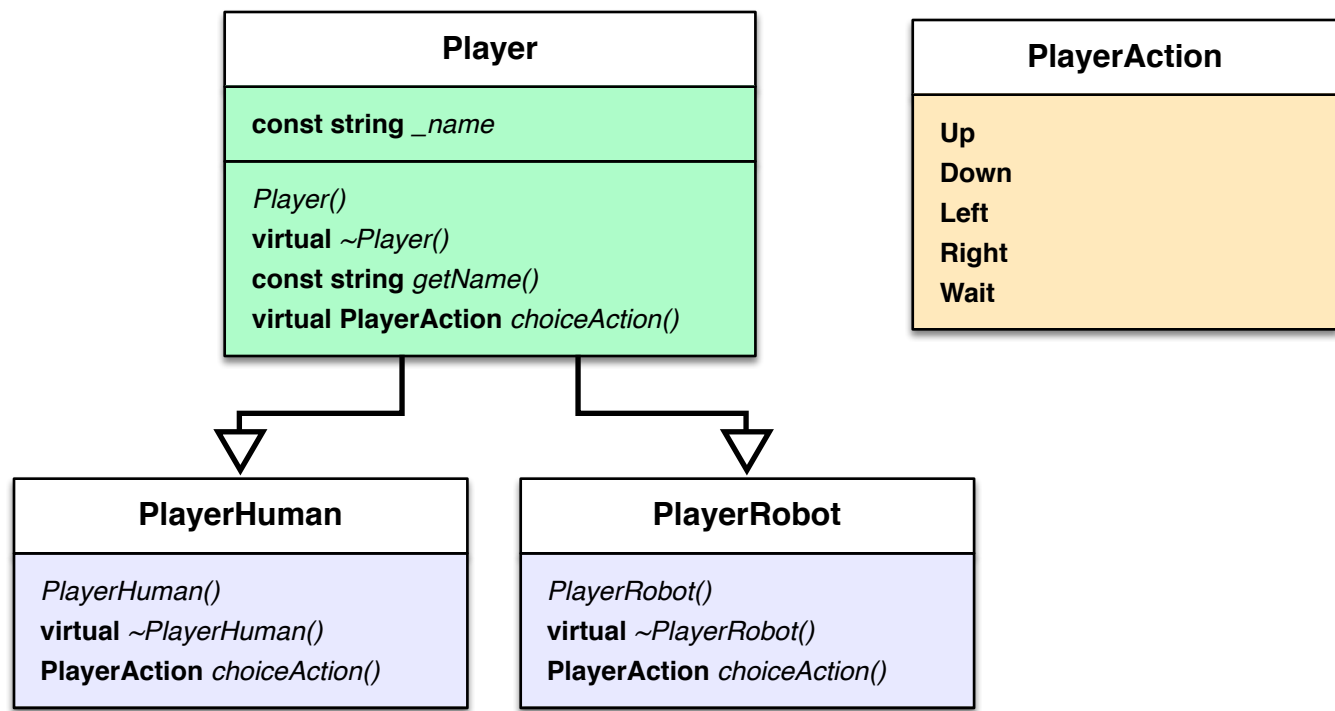 Player
const string _name
Player()
virtual ~Player()
const string getName()
virtual PlayerAction choiceAction()
PlayerAction
Up
Down
Left
Right
Wait
PlayerHuman
PlayerHuman()
virtual ~PlayerHuman()
PlayerAction choiceAction()
PlayerRobot
PlayerRobot()
virtual ~PlayerRobot()
PlayerAction choiceAction()